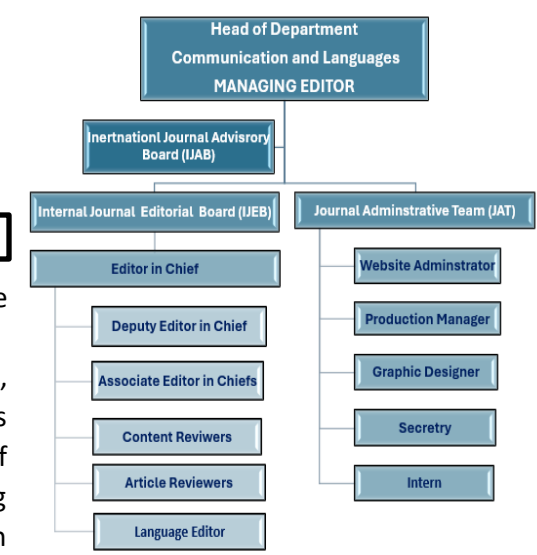 Head of Department
Communication and Languages
MANAGING EDITOR
Inertnationl Journal Advisrory
Board (IJAB)
Internal Journal Editorial Board (IJEB)
Journal Adminstrative Team (JAT)
Editor in Chief
Deputy Editor in Chief
Associate Editor in Chiefs
Content Reviwers
Article Reviewers
Language Editor
Website Adminstrator
Production Manager
Graphic Designer
Secretry
Intern